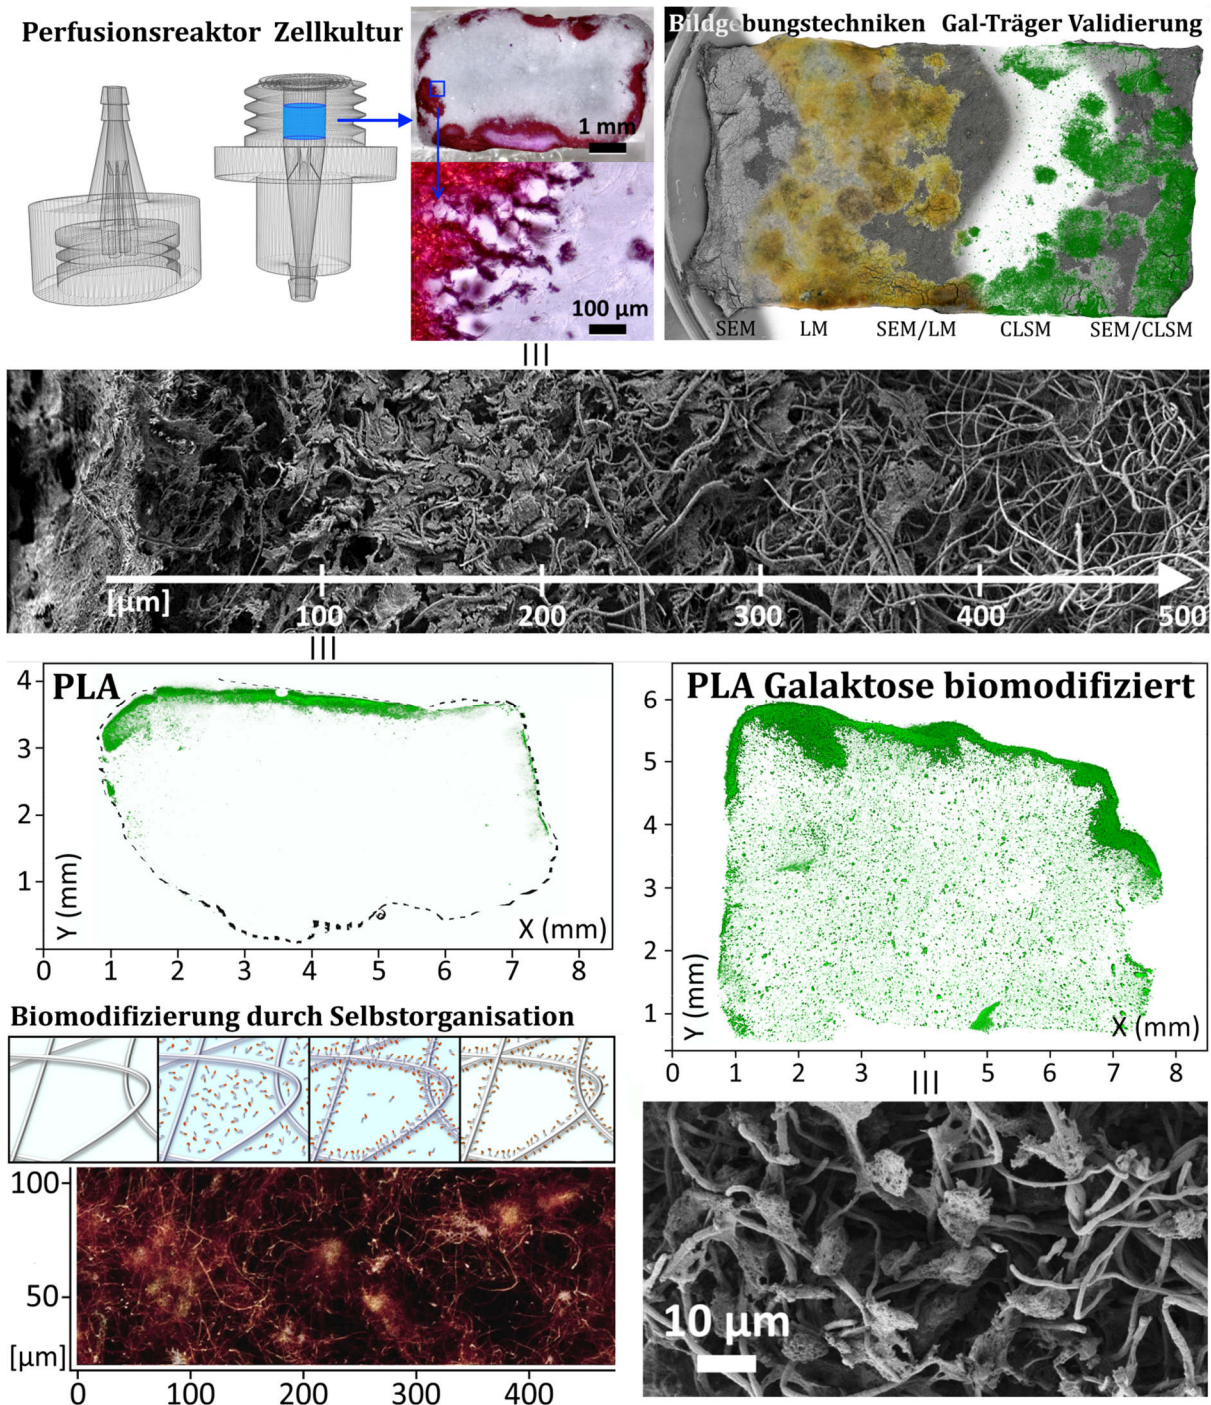 Perfusionsreaktor Zellkultur
1 mm
100 µm
Bildgebungstechniken Gal-Träger Validierung
SEM LM SEM/LM CLSM SEM/CLSM
[µm] 100 200 300 400 500
PLA
4
3
2
1
Y (mm)
X (mm)
0 1 2 3 4 5 6 7 8
PLA Galaktose biomodifiziert
6
5
4
3
2
1
Y (mm)
X (mm)
0 1 2 3 4 5 6 7 8
Biomodifizierung durch Selbstorganisation
100
50
[µm]
0 100 200 300 400
10 µm